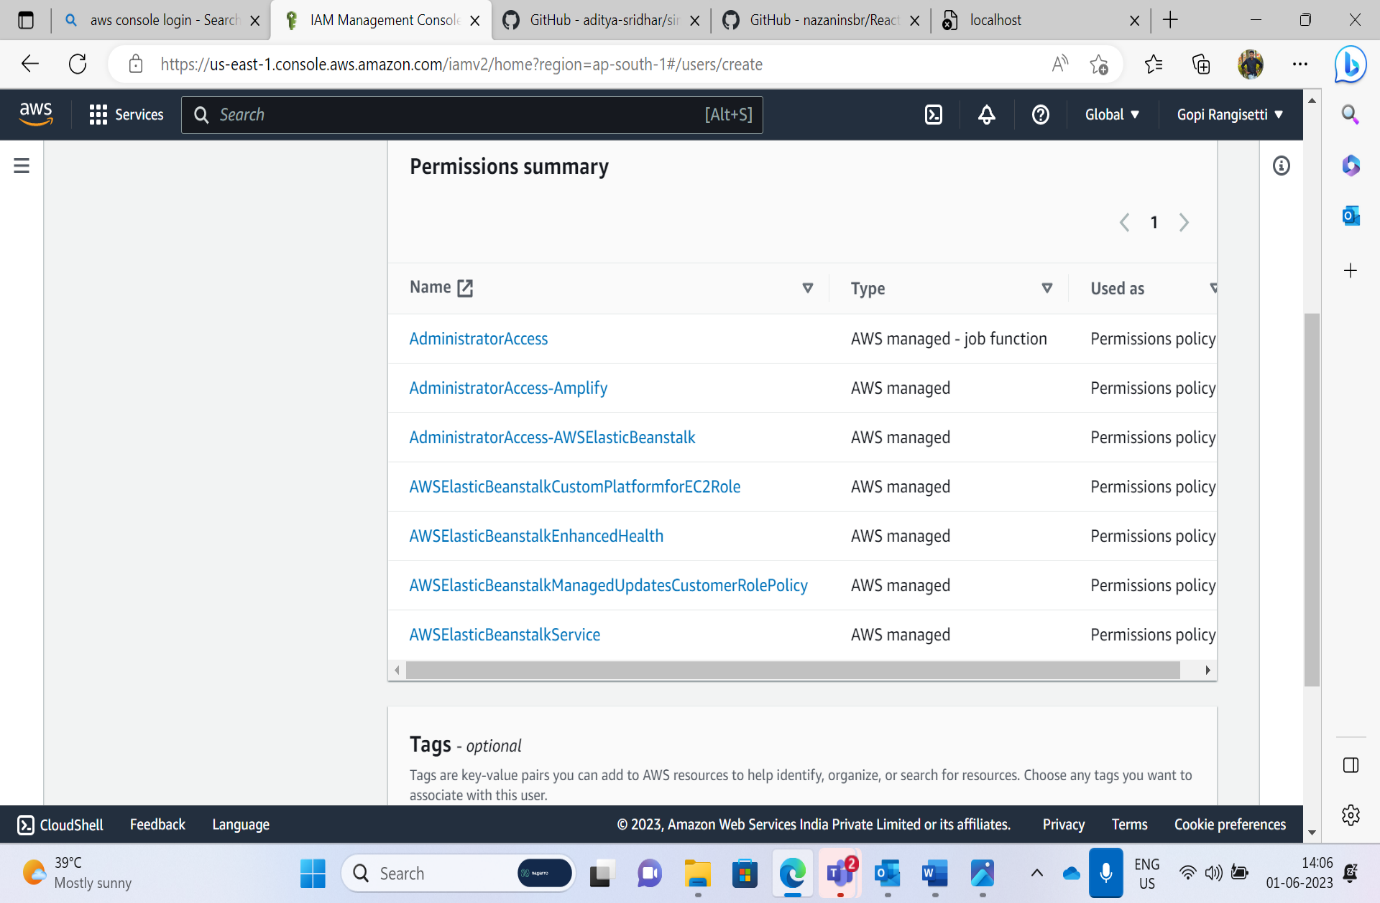 aws console login - Search
IAM Management Console
GitHub - aditya-sridhar/sim
GitHub - nazaninsbr/React
localhost
https://us-east-1.console.aws.amazon.com/iamv2/home?region=ap-south-1#/users/create
aws
Services
Search
[Alt+S]
Global
Gopi Rangisetti
Permissions summary
1
Name
Type
Used as
AdministratorAccess
AWS managed - job function
Permissions policy
AdministratorAccess-Amplify
AWS managed
Permissions policy
AdministratorAccess-AWSElasticBeanstalk
AWS managed
Permissions policy
AWSElasticBeanstalkCustomPlatformforEC2Role
AWS managed
Permissions policy
AWSElasticBeanstalkEnhancedHealth
AWS managed
Permissions policy
AWSElasticBeanstalkManagedUpdatesCustomerRolePolicy
AWS managed
Permissions policy
AWSElasticBeanstalkService
AWS managed
Permissions policy
Tags - optional
Tags are key-value pairs you can add to AWS resources to help identify, organize, or search for resources. Choose any tags you want to
associate with this user.
CloudShell
Feedback
Language
© 2023, Amazon Web Services India Private Limited or its affiliates.
Privacy
Terms
Cookie preferences
39°C
Mostly sunny
Search
2
ENG
US
14:06
01-06-2023